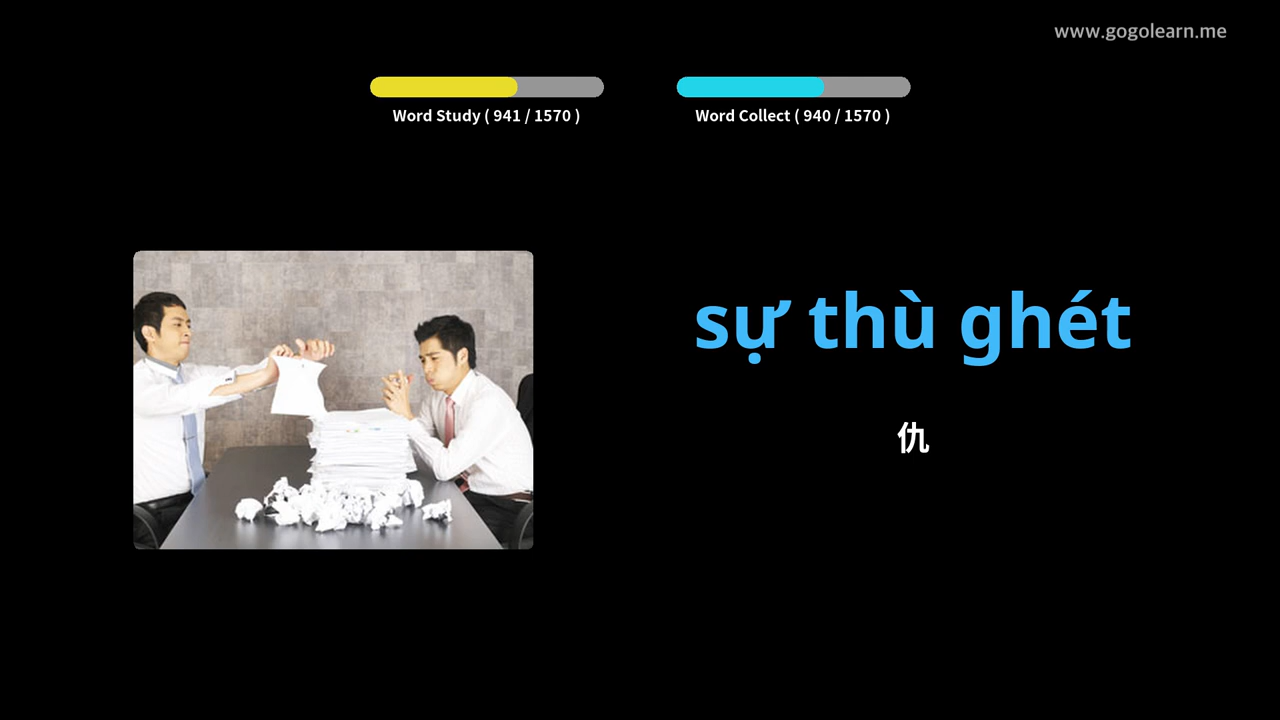 www.gogolearn.me
Word Study ( 941 / 1570 )
Word Collect ( 940 / 1570 )
sự thù ghét
仇